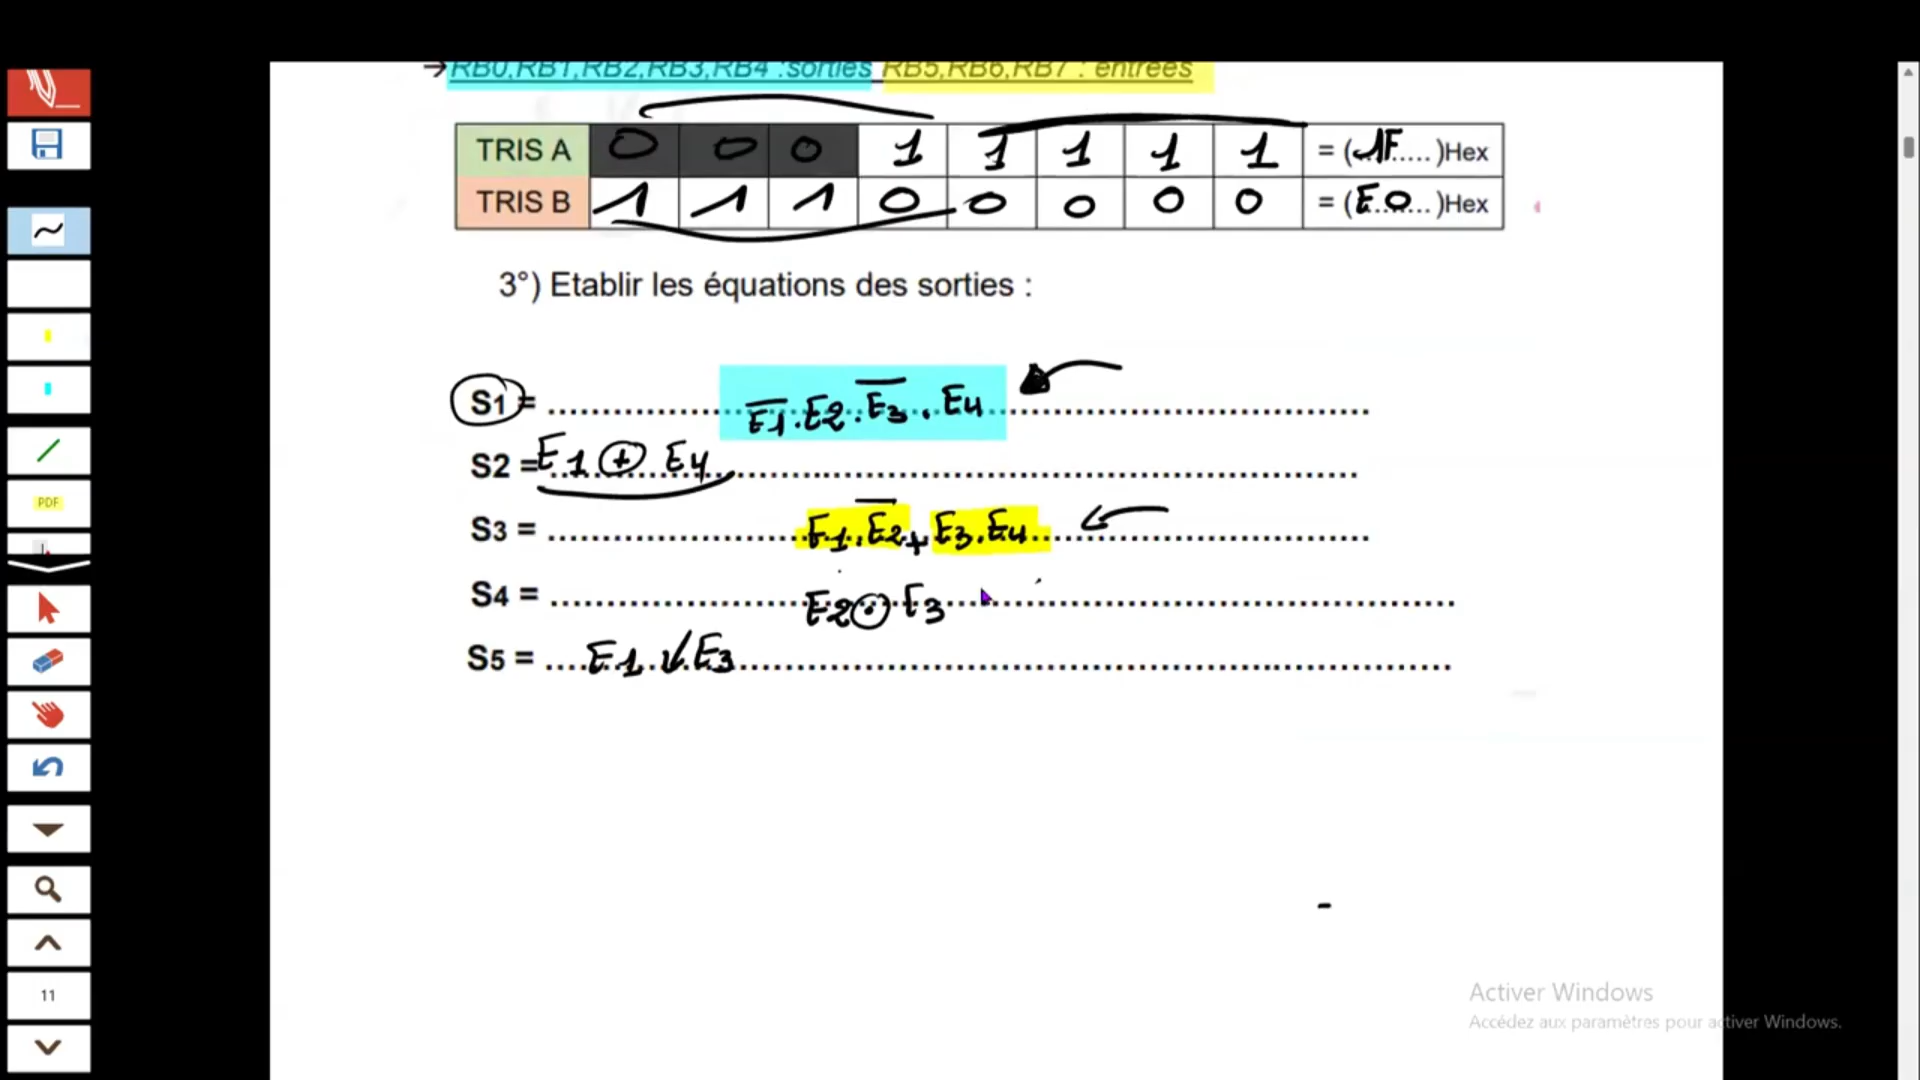 →RB0,RB1,RB2,RB3,RB4 :sorties RB5,RB6,RB7 : entrées
TRIS A 0 0 0 1 1 1 1 1 = (1F........)Hex
TRIS B 1 1 1 0 0 0 0 0 = (E0........)Hex
3°) Etablir les équations des sorties :
S1 = E̅1̅.E2.E̅3̅.E4
S2 = E1 ⊕ E4
S3 = E1.E̅2̅+E3.E4
S4 = E2⊙E3
S5 = E1↓E3
PDF
11
Activer Windows
Accédez aux paramètres pour activer Windows.